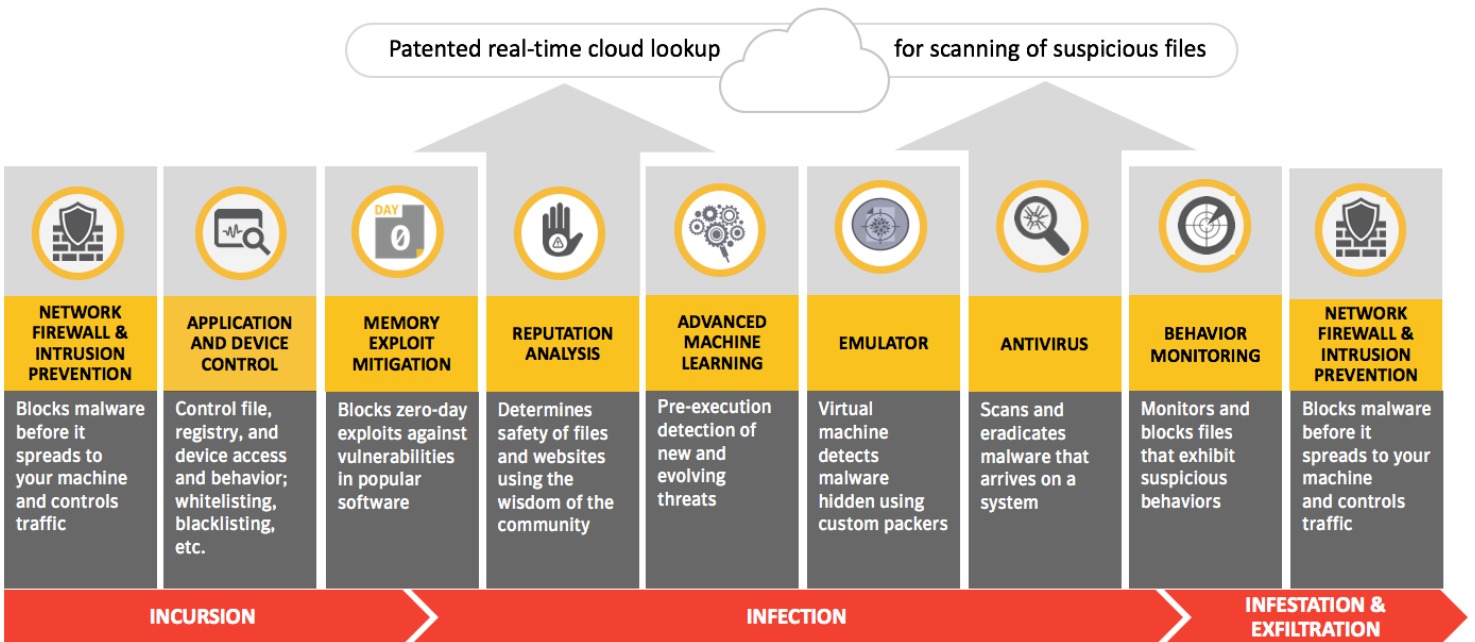 Patented real-time cloud lookup
for scanning of suspicious files
DAY
0
NETWORK
FIREWALL &
INTRUSION
PREVENTION
Blocks malware
before it
spreads to
your machine
and controls
traffic
APPLICATION
AND DEVICE
CONTROL
Control file,
registry, and
device access
and behavior;
whitelisting,
blacklisting,
etc.
MEMORY
EXPLOIT
MITIGATION
Blocks zero-day
exploits against
vulnerabilities
in popular
software
REPUTATION
ANALYSIS
Determines
safety of files
and websites
using the
wisdom of the
community
ADVANCED
MACHINE
LEARNING
Pre-execution
detection of
new and
evolving
threats
EMULATOR
Virtual
machine
detects
malware
hidden using
custom packers
ANTIVIRUS
Scans and
eradicates
malware that
arrives on a
system
BEHAVIOR
MONITORING
Monitors and
blocks files
that exhibit
suspicious
behaviors
NETWORK
FIREWALL &
INTRUSION
PREVENTION
Blocks malware
before it
spreads to your
machine
and controls
traffic
INCURSION
INFECTION
INFESTATION &
EXFILTRATION